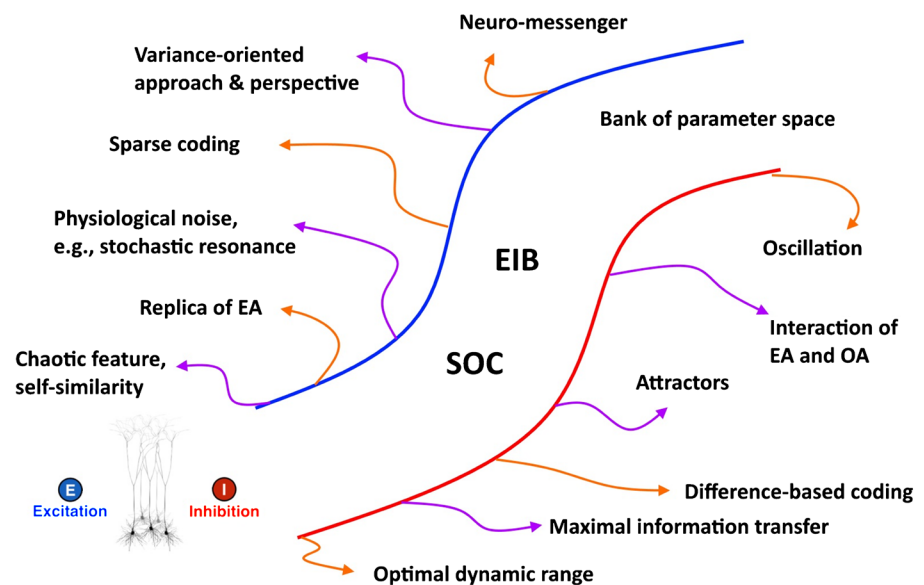 Neuro-messenger
Variance-oriented
approach & perspective
Bank of parameter space
Sparse coding
Physiological noise,
e.g., stochastic resonance
EIB
Oscillation
Replica of EA
Interaction of
EA and OA
Chaotic feature,
self-similarity
SOC
Attractors
E
Excitation
I
Inhibition
Difference-based coding
Maximal information transfer
Optimal dynamic range